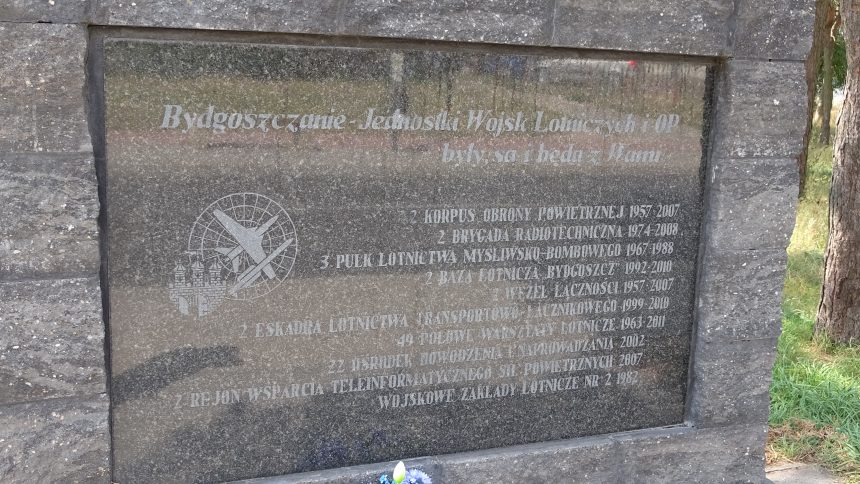 Bydgoszczanie - Jednostki Wojsk Lotniczych i OP
były, są i będą z Wami
2 KORPUS OBRONY POWIETRZNEJ 1957-2007
2 BRYGADA RADIOTECHNICZNA 1974-2008
3 PUŁK LOTNICTWA MYŚLIWSKO-BOMBOWEGO 1967-1988
2 BAZA LOTNICZA „BYDGOSZCZ" 1992-2010
2 WĘZEŁ ŁĄCZNOŚCI 1957-2007
2 ESKADRA LOTNICTWA TRANSPORTOWO-ŁĄCZNIKOWEGO 1999-2010
49 POLOWE WARSZTATY LOTNICZE 1963-2011
22 OŚRODEK DOWODZENIA I NAPROWADZANIA 2002
2 REJON WSPARCIA TELEINFORMATYCZNEGO SIŁ POWIETRZNYCH 2007
WOJSKOWE ZAKŁADY LOTNICZE NR 2 1982